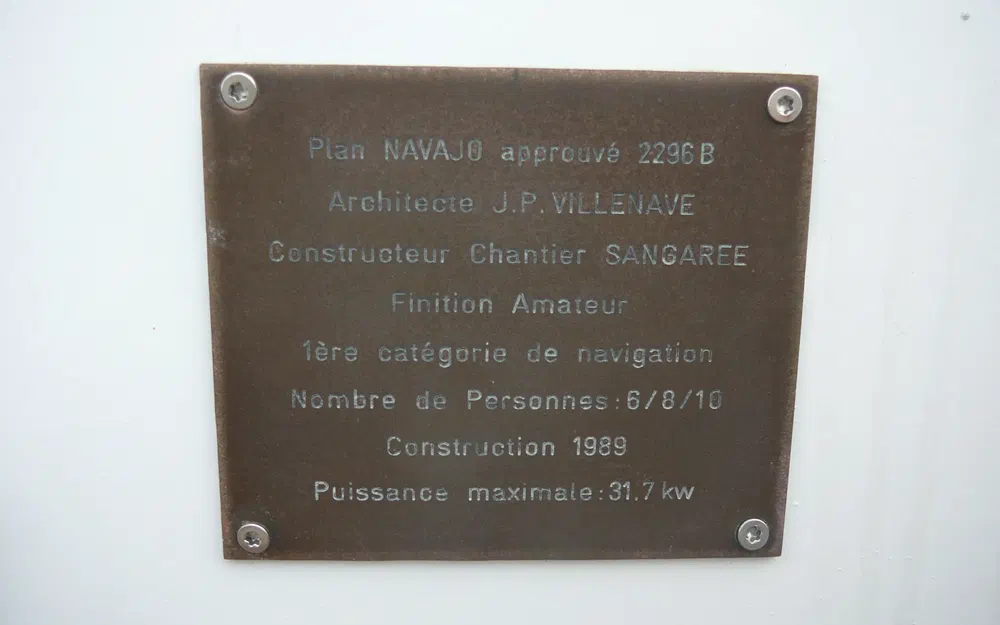 Plan NAVAJO approuvé 2296 B
Architecte J.P. VILLENAVE
Constructeur Chantier SANGAREE
Finition Amateur
1ère catégorie de navigation
Nombre de Personnes : 6/8/10
Construction 1989
Puissance maximale : 31.7 kw